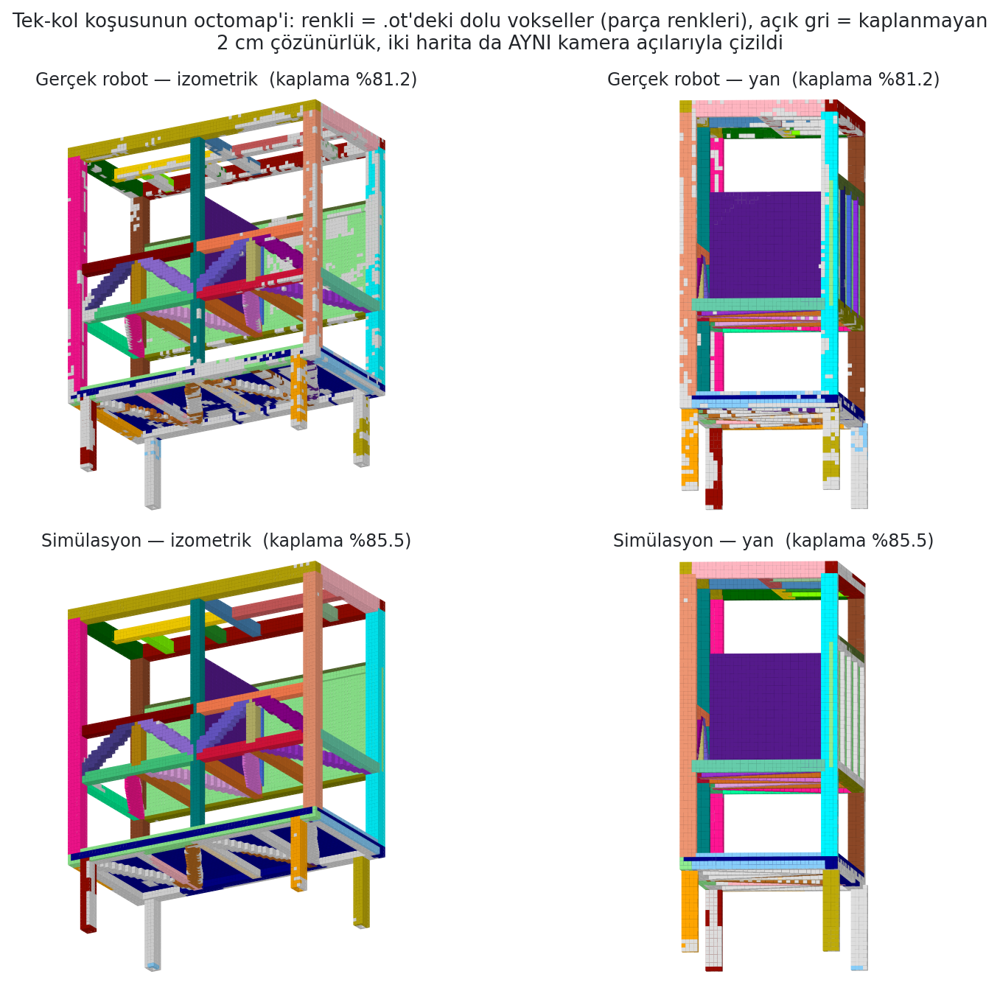 Tek-kol koşusunun octomap'i: renkli = .ot'deki dolu vokseller (parça renkleri), açık gri = kaplanmayan
2 cm çözünürlük, iki harita da AYNI kamera açılarıyla çizildi
Gerçek robot — izometrik (kaplama %81.2)
Gerçek robot — yan (kaplama %81.2)
Simülasyon — izometrik (kaplama %85.5)
Simülasyon — yan (kaplama %85.5)